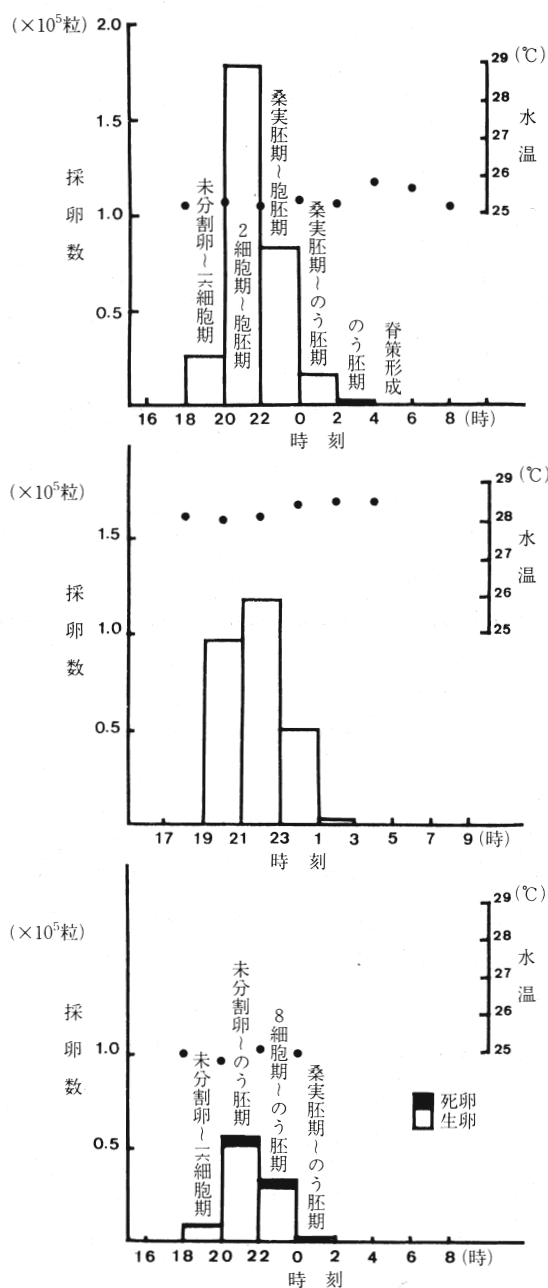 (×10⁵粒)
2.0
1.5
1.0
0.5
採卵数
29 (℃)
28
27
26
25
水温
未分割卵～一六細胞期
2細胞期～胞胚期
桑実胚期～胞胚期
桑実胚期～のう胚期
のう胚期
脊策形成
16 18 20 22 0 2 4 6 8 (時)
時刻
(×10⁵粒)
1.5
1.0
0.5
採卵数
29 (℃)
28
27
26
25
水温
17 19 21 23 1 3 5 7 9 (時)
時刻
(×10⁵粒)
1.0
0.5
採卵数
29 (℃)
28
27
26
25
水温
未分割卵～一六細胞期
未分割卵～のう胚期
8細胞期～のう胚期
桑実胚期～のう胚期
死卵
生卵
16 18 20 22 0 2 4 6 8 (時)
時刻